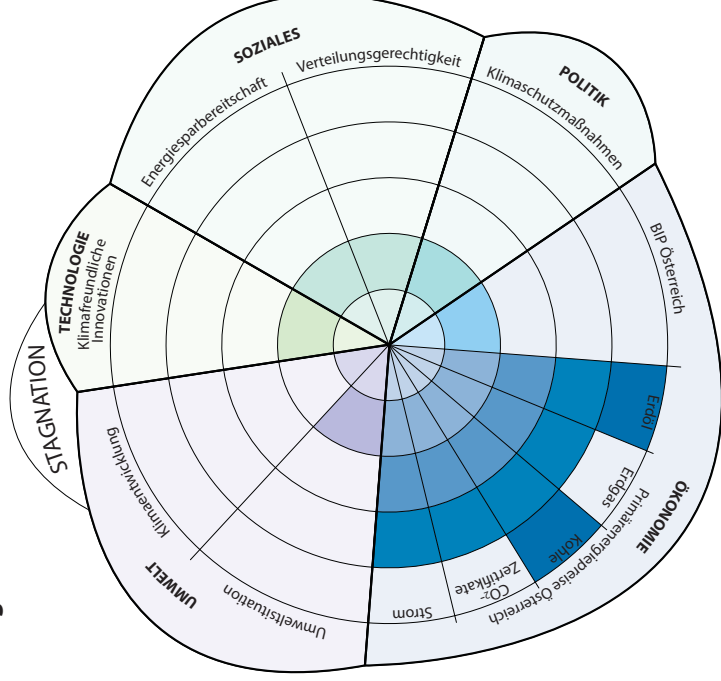 SOZIALES
Energiesparbereitschaft
Verteilungsgerechtigkeit
POLITIK
Klimaschutzmaßnahmen
BIP Österreich
ÖKONOMIE
Primärenergiepreise Österreich
Erdöl
Erdgas
Kohle
CO₂-
Zertifikate
Strom
UMWELT
Umweltsituation
Klimaentwicklung
TECHNOLOGIE
Klimafreundliche
Innovationen
STAGNATION